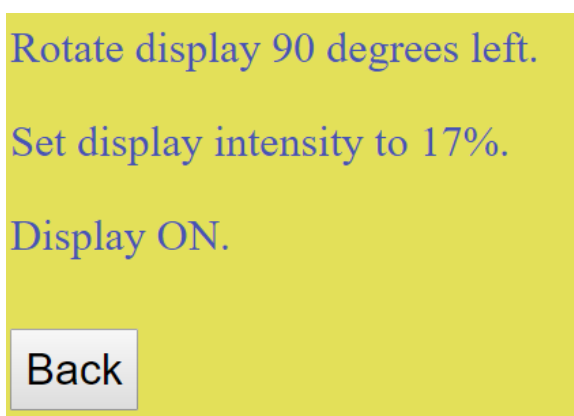 Rotate display 90 degrees left.
Set display intensity to 17%.
Display ON.
Back